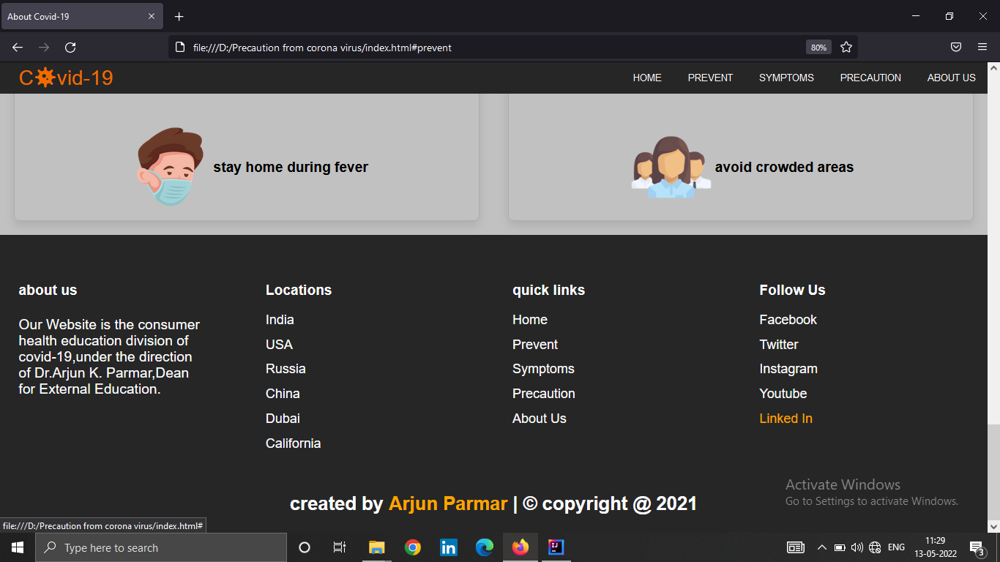 About Covid-19
file:///D:/Precaution from corona virus/index.html#prevent
80%
C vid-19
HOME PREVENT SYMPTOMS PRECAUTION ABOUT US
stay home during fever
avoid crowded areas
about us
Our Website is the consumer
health education division of
covid-19,under the direction
of Dr.Arjun K. Parmar,Dean
for External Education.
Locations
India
USA
Russia
China
Dubai
California
quick links
Home
Prevent
Symptoms
Precaution
About Us
Follow Us
Facebook
Twitter
Instagram
Youtube
Linked In
created by Arjun Parmar | © copyright @ 2021
Activate Windows
Go to Settings to activate Windows.
file:///D:/Precaution from corona virus/index.html#
Type here to search
in
IJ
ENG
11:29
13-05-2022
3